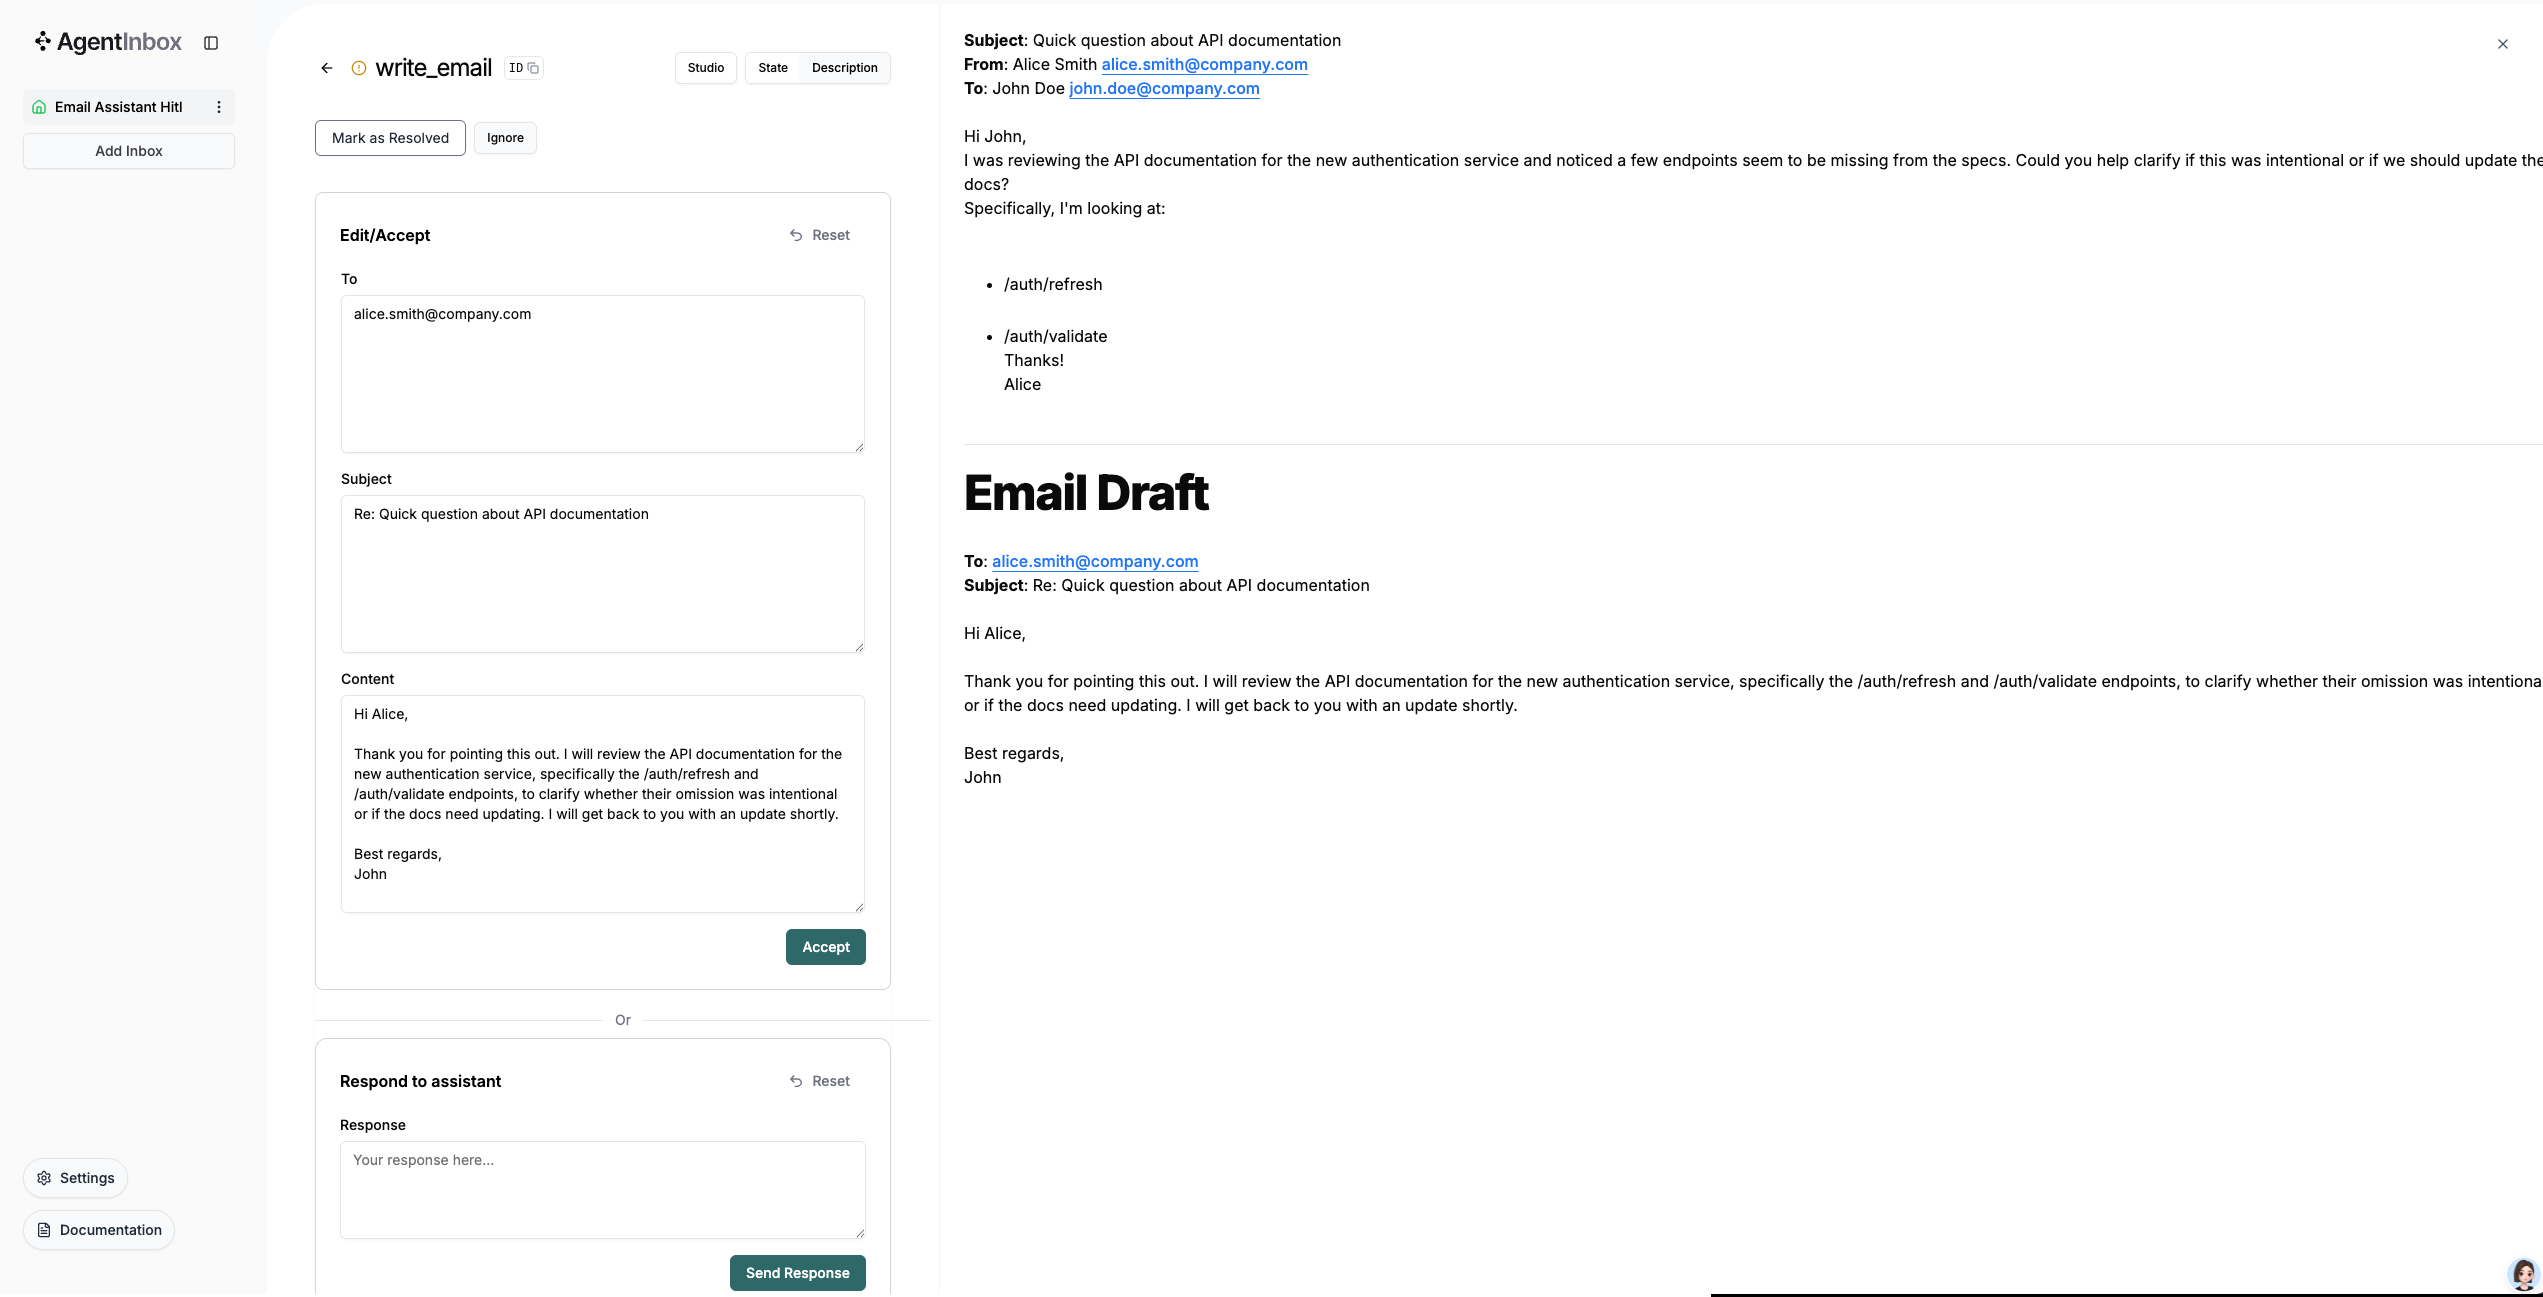 AgentInbox
Email Assistant Hitl
Add Inbox
Settings
Documentation
write_email
ID
Studio
State
Description
Mark as Resolved
Ignore
Edit/Accept
Reset
To
alice.smith@company.com
Subject
Re: Quick question about API documentation
Content
Hi Alice,
Thank you for pointing this out. I will review the API documentation for the
new authentication service, specifically the /auth/refresh and
/auth/validate endpoints, to clarify whether their omission was intentional
or if the docs need updating. I will get back to you with an update shortly.
Best regards,
John
Accept
Or
Respond to assistant
Reset
Response
Your response here...
Send Response
Subject: Quick question about API documentation
From: Alice Smith alice.smith@company.com
To: John Doe john.doe@company.com
Hi John,
I was reviewing the API documentation for the new authentication service and noticed a few endpoints seem to be missing from the specs. Could you help clarify if this was intentional or if we should update the
docs?
Specifically, I'm looking at:
• /auth/refresh
• /auth/validate
Thanks!
Alice
Email Draft
To: alice.smith@company.com
Subject: Re: Quick question about API documentation
Hi Alice,
Thank you for pointing this out. I will review the API documentation for the new authentication service, specifically the /auth/refresh and /auth/validate endpoints, to clarify whether their omission was intentiona
or if the docs need updating. I will get back to you with an update shortly.
Best regards,
John